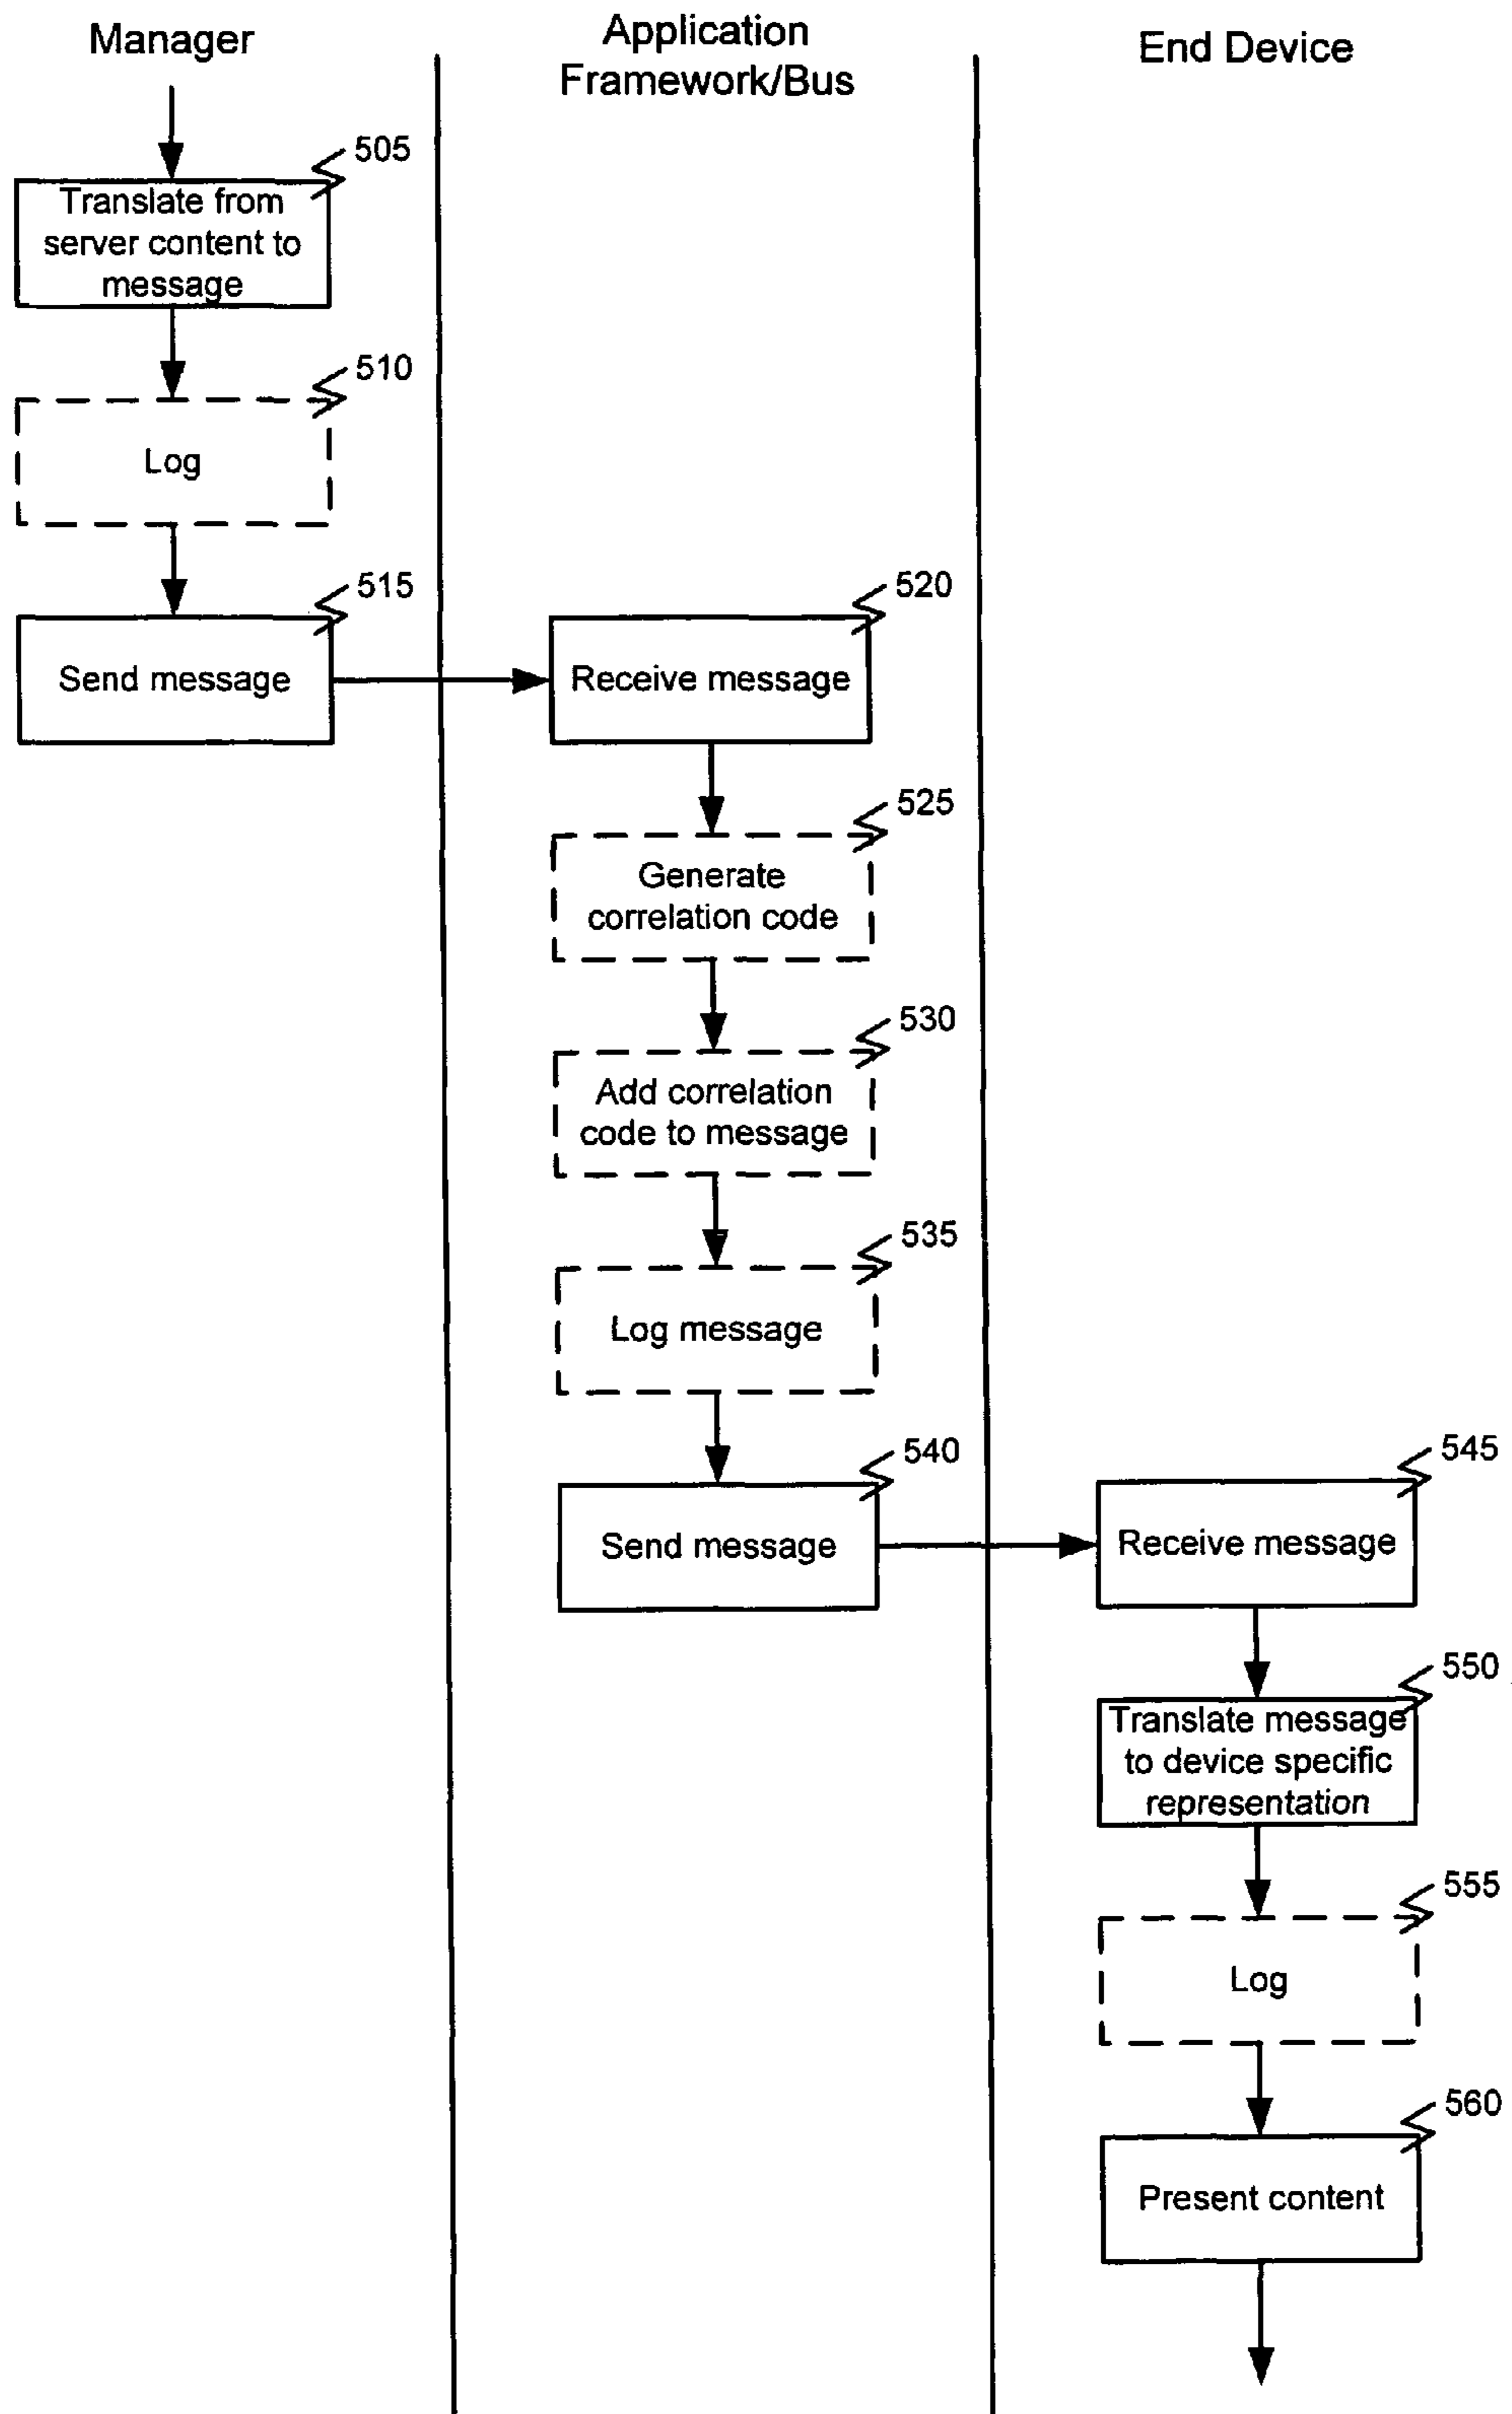 Manager
Application
Framework/Bus
End Device
505
Translate from
server content to
message
510
Log
515
Send message
520
Receive message
525
Generate
correlation code
530
Add correlation
code to message
535
Log message
540
Send message
545
Receive message
550
Translate message
to device specific
representation
555
Log
560
Present content